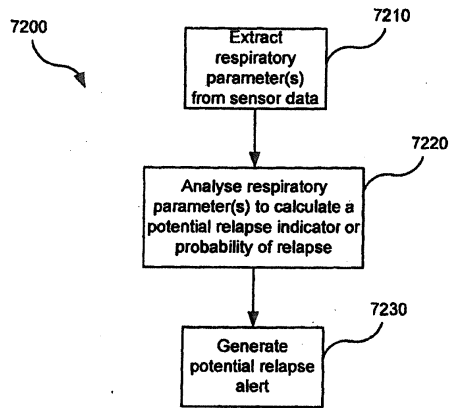 7200
7210
Extract
respiratory
parameter(s)
from sensor data
7220
Analyse respiratory
parameter(s) to calculate a
potential relapse indicator or
probability of relapse
7230
Generate
potential relapse
alert